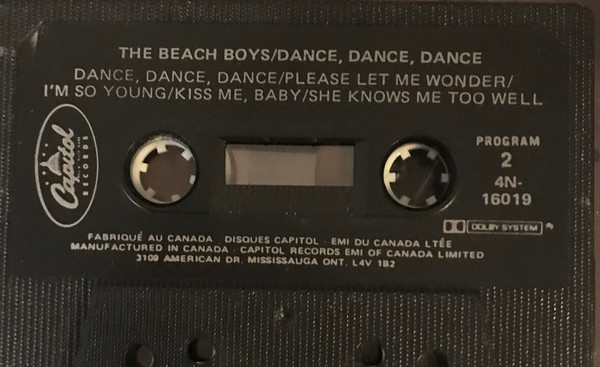 THE BEACH BOYS/DANCE, DANCE, DANCE
DANCE, DANCE, DANCE/PLEASE LET ME WONDER/
I'M SO YOUNG/KISS ME, BABY/SHE KNOWS ME TOO WELL
Capitol
RECORDS
PROGRAM
2
4N-
16019
DOLBY SYSTEM
FABRIQUÉ AU CANADA · DISQUES CAPITOL · EMI DU CANADA LTÉE
MANUFACTURED IN CANADA · CAPITOL RECORDS EMI OF CANADA LIMITED
3109 AMERICAN DR. MISSISSAUGA ONT. L4V 1B2